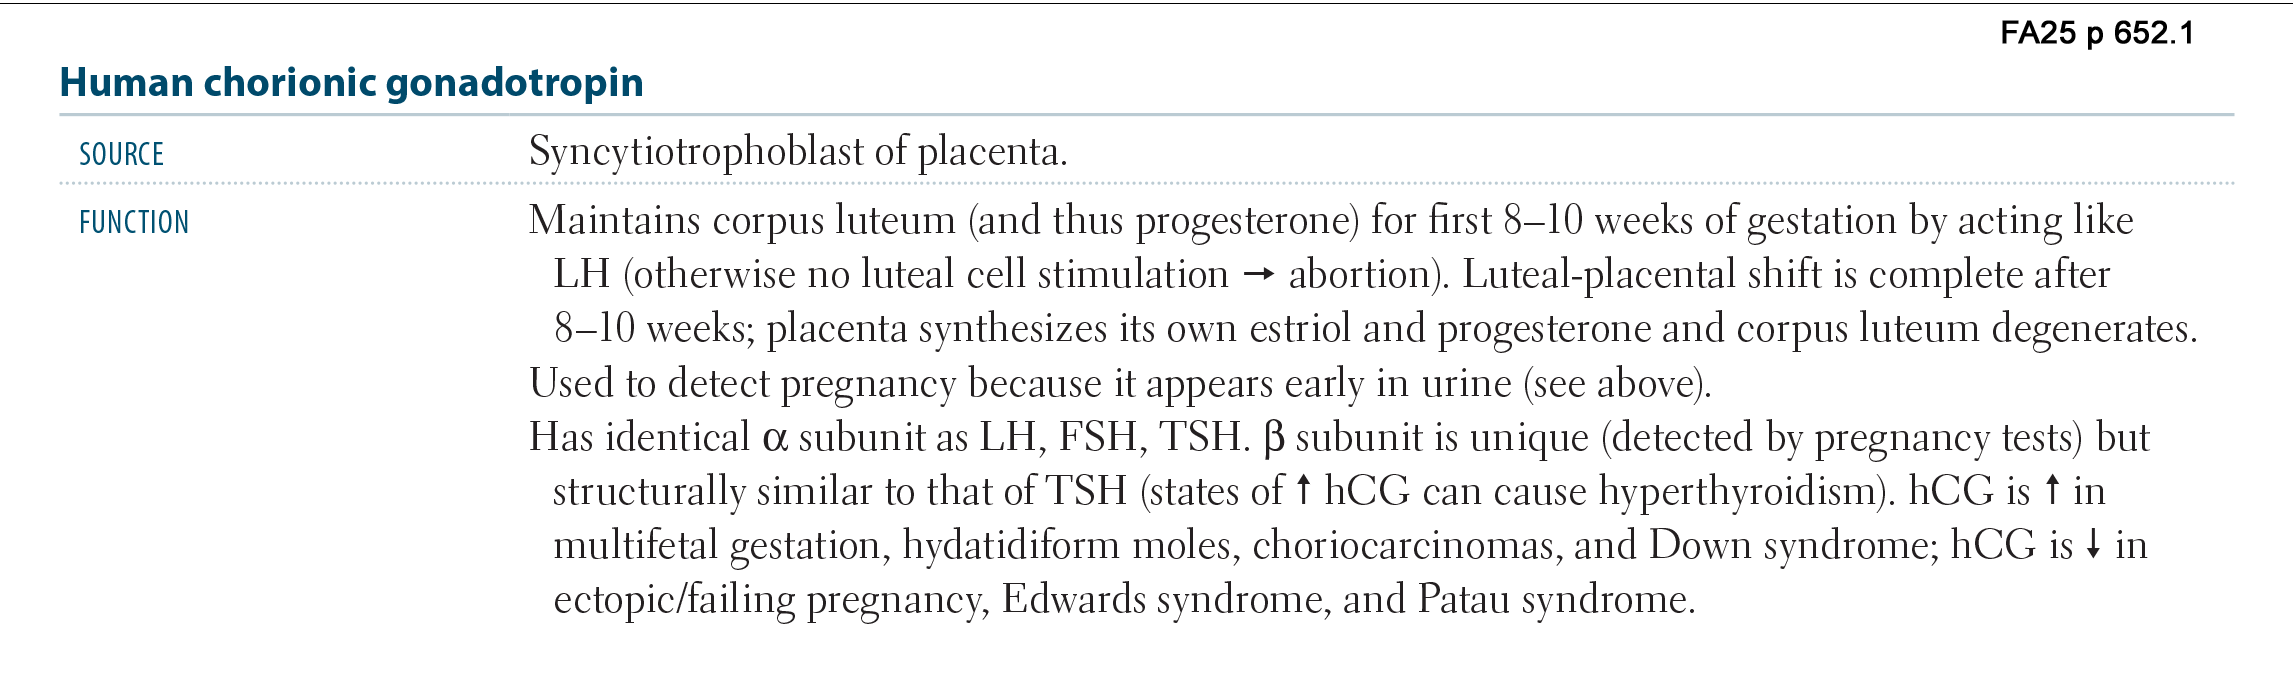 FA25 p 652.1
Human chorionic gonadotropin
SOURCE
Syncytiotrophoblast of placenta.
FUNCTION
Maintains corpus luteum (and thus progesterone) for first 8–10 weeks of gestation by acting like
LH (otherwise no luteal cell stimulation → abortion). Luteal-placental shift is complete after
8–10 weeks; placenta synthesizes its own estriol and progesterone and corpus luteum degenerates.
Used to detect pregnancy because it appears early in urine (see above).
Has identical α subunit as LH, FSH, TSH. β subunit is unique (detected by pregnancy tests) but
structurally similar to that of TSH (states of ↑ hCG can cause hyperthyroidism). hCG is ↑ in
multifetal gestation, hydatidiform moles, choriocarcinomas, and Down syndrome; hCG is ↓ in
ectopic/failing pregnancy, Edwards syndrome, and Patau syndrome.